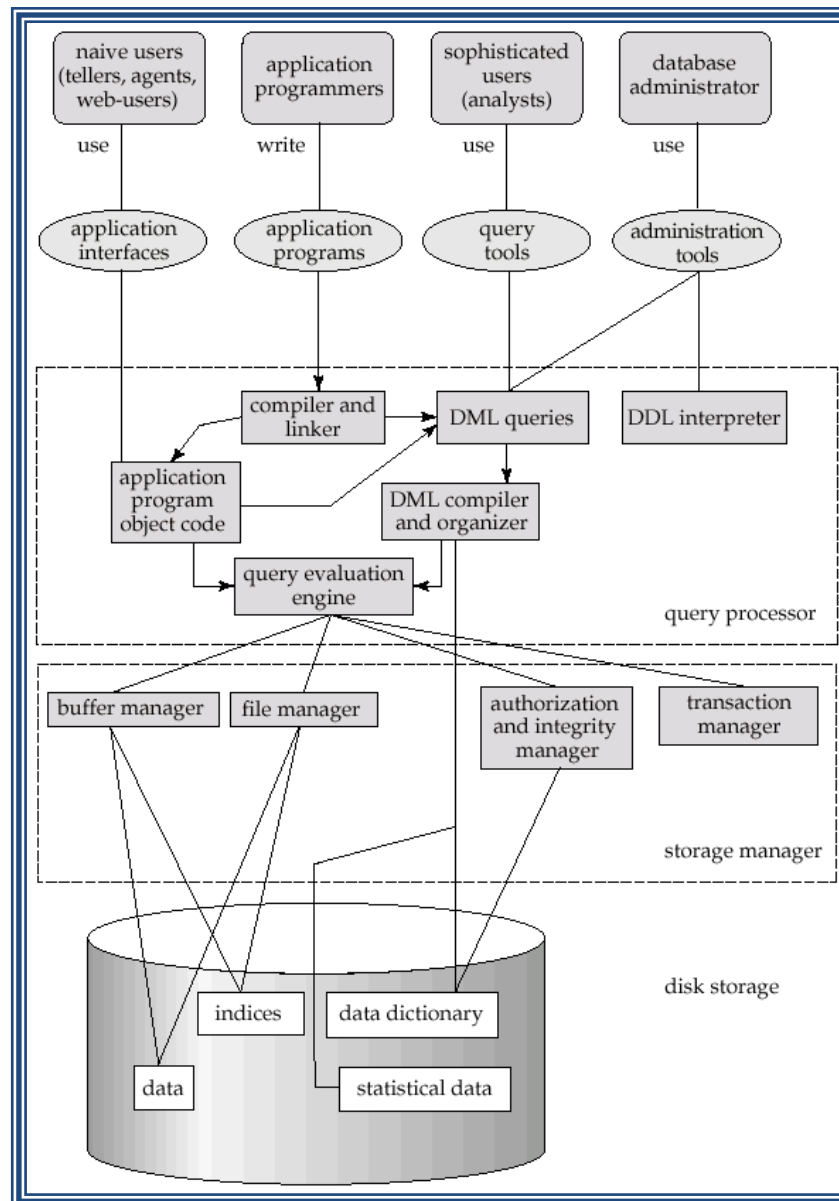 naive users
(tellers, agents,
web-users)
application
programmers
sophisticated
users
(analysts)
database
administrator
use
write
use
use
application
interfaces
application
programs
query
tools
administration
tools
compiler and
linker
DML queries
DDL interpreter
application
program
object code
DML compiler
and organizer
query evaluation
engine
query processor
buffer manager
file manager
authorization
and integrity
manager
transaction
manager
storage manager
disk storage
indices
data dictionary
data
statistical data